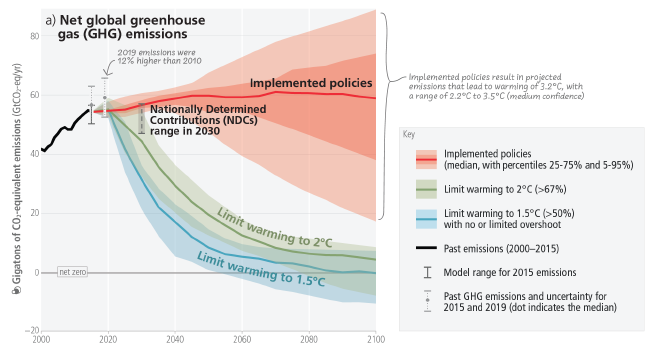 a) Net global greenhouse
gas (GHG) emissions
2019 emissions were
12% higher than 2010
Implemented policies
Implemented policies result in projected
emissions that lead to warming of 3.2°C, with
a range of 2.2°C to 3.5°C (medium confidence)
Nationally Determined
Contributions (NDCs)
range in 2030
Limit warming to 2°C
Limit warming to 1.5°C
net zero
Gigatons of CO₂-equivalent emissions (GtCO₂-eq/yr)
80
60
40
20
0
−20
2000
2020
2040
2060
2080
2100
Key
Implemented policies
(median, with percentiles 25-75% and 5-95%)
Limit warming to 2°C (>67%)
Limit warming to 1.5°C (>50%)
with no or limited overshoot
Past emissions (2000–2015)
Model range for 2015 emissions
Past GHG emissions and uncertainty for
2015 and 2019 (dot indicates the median)